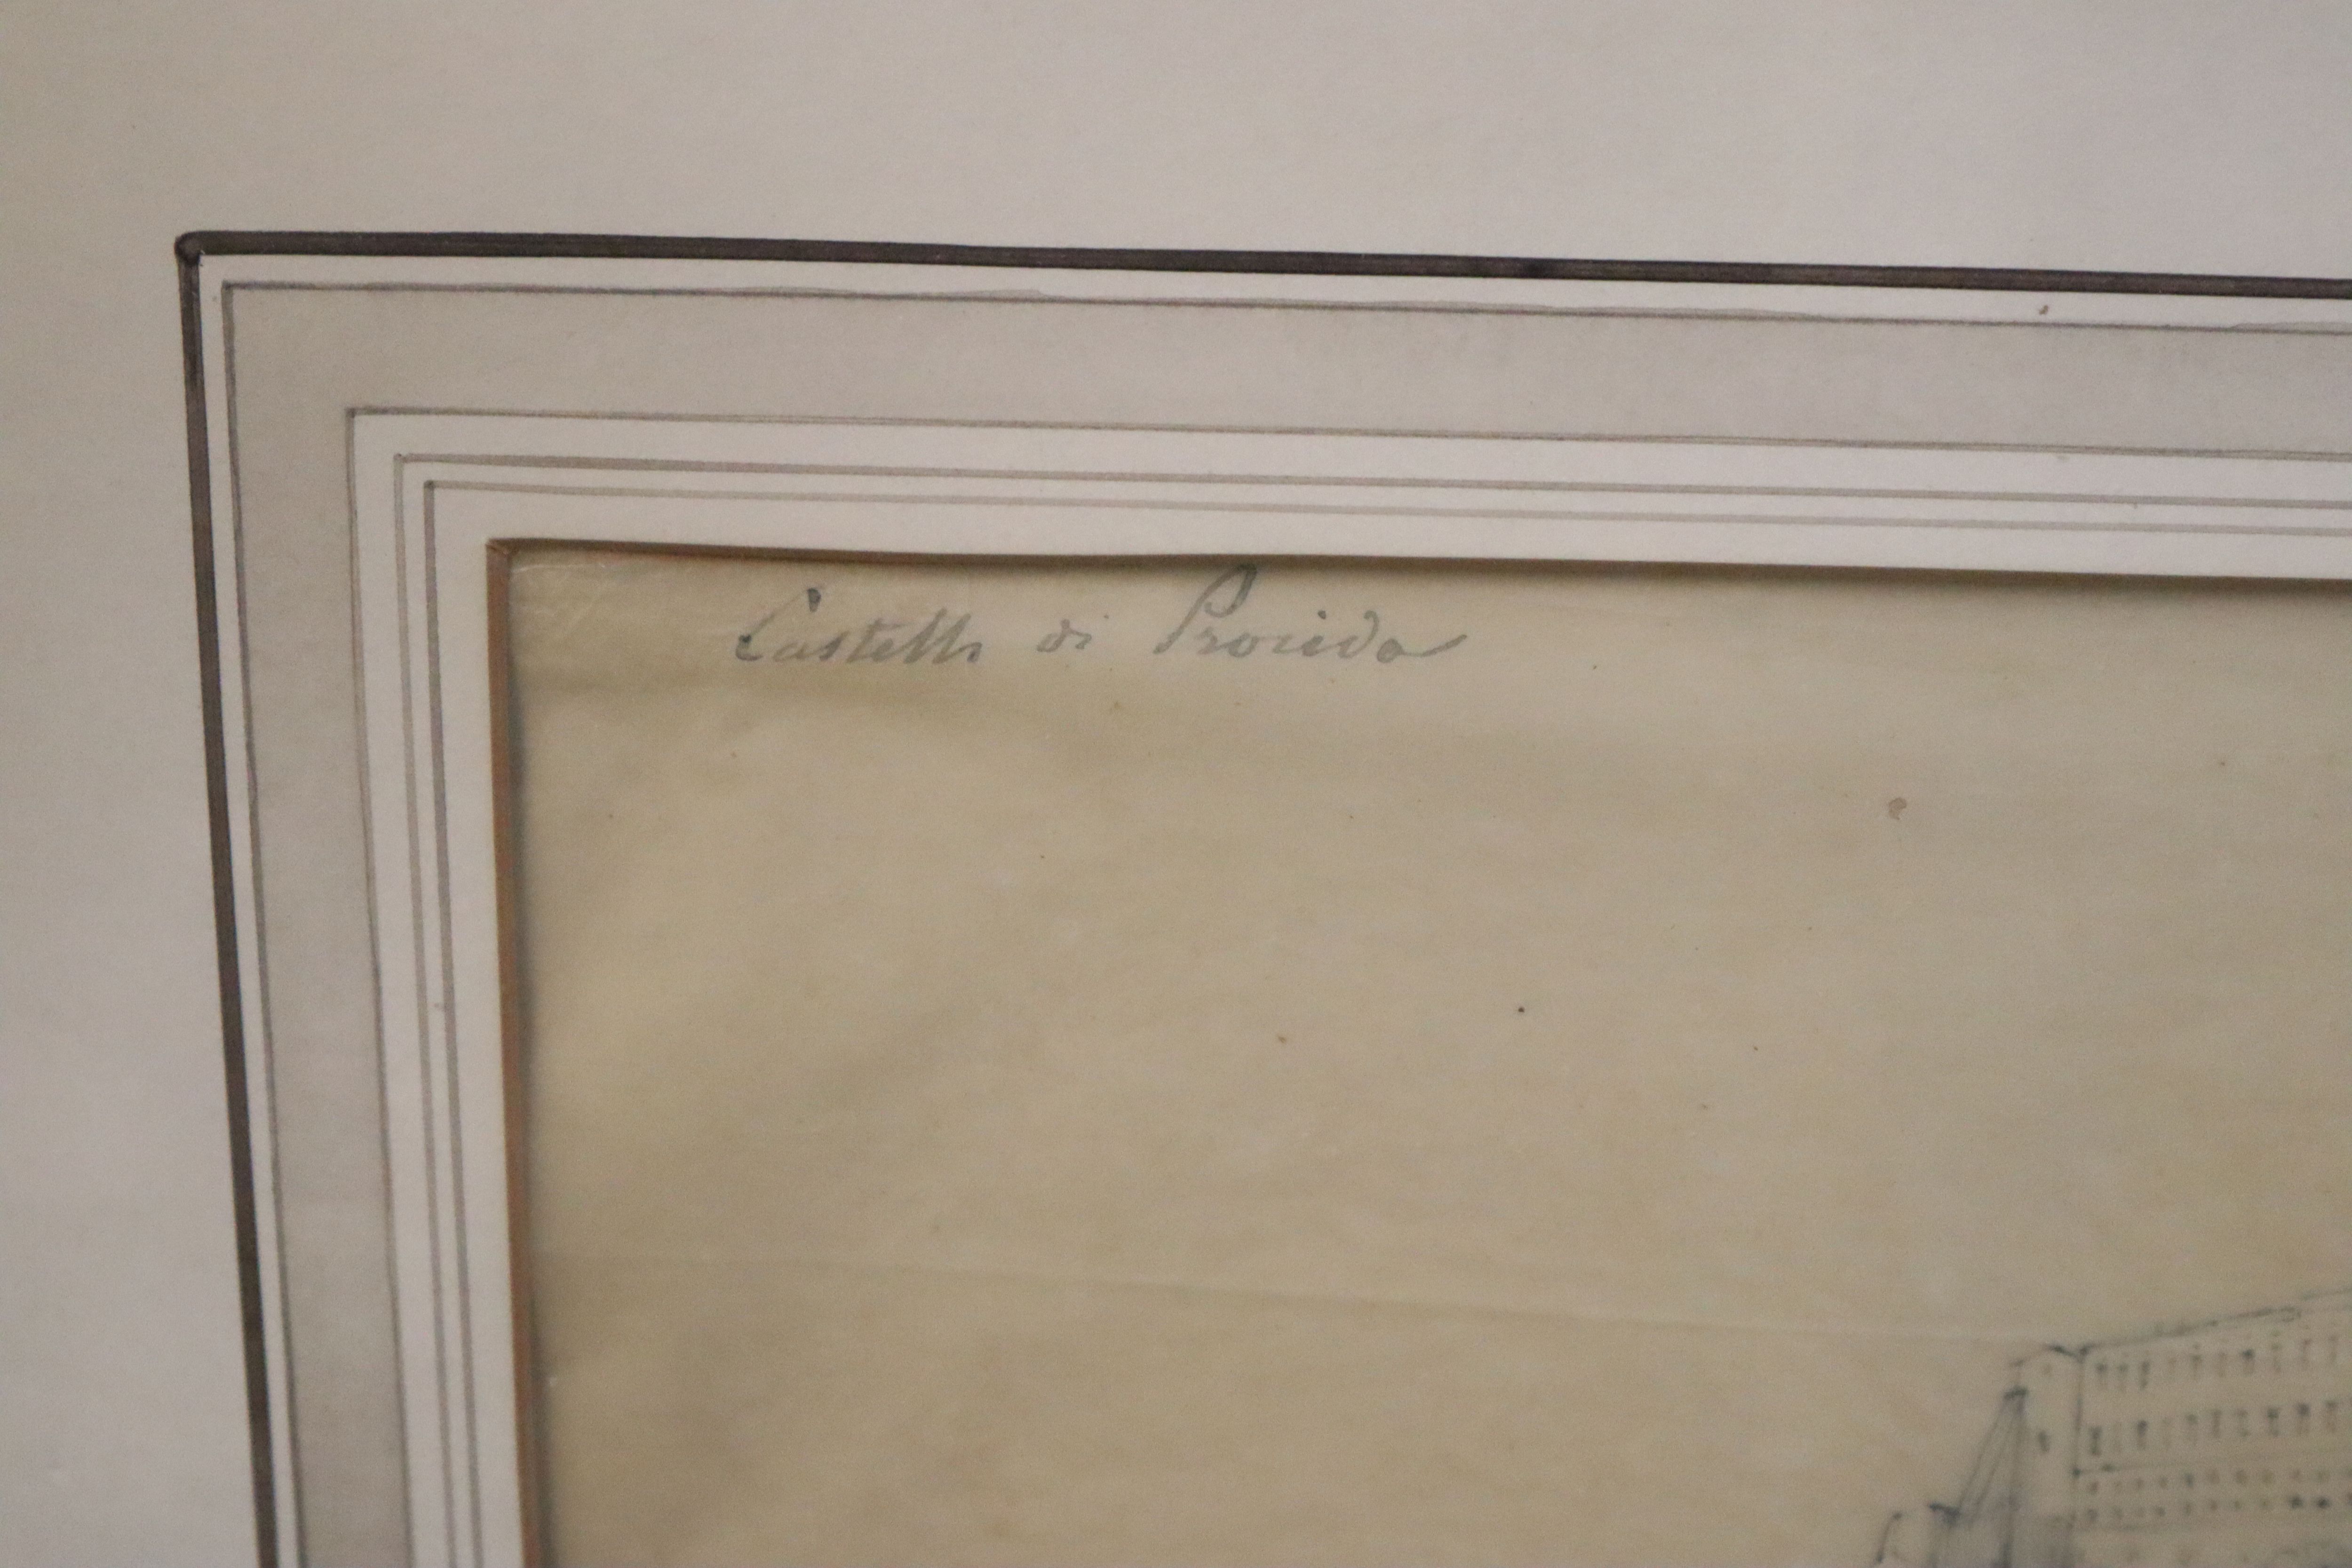 Castello di Procida